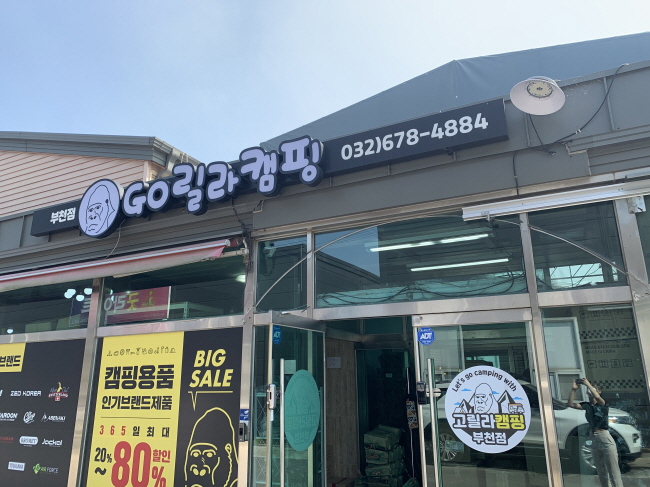 부천점
GO릴라캠핑
032)678-4884
브랜드
ZED KOREA
Jackal
캠핑용품
인기브랜드제품
365일 최대
20%~80% 할인
BIG
SALE
ADT
Let's go camping with
고릴라캠핑
부천점